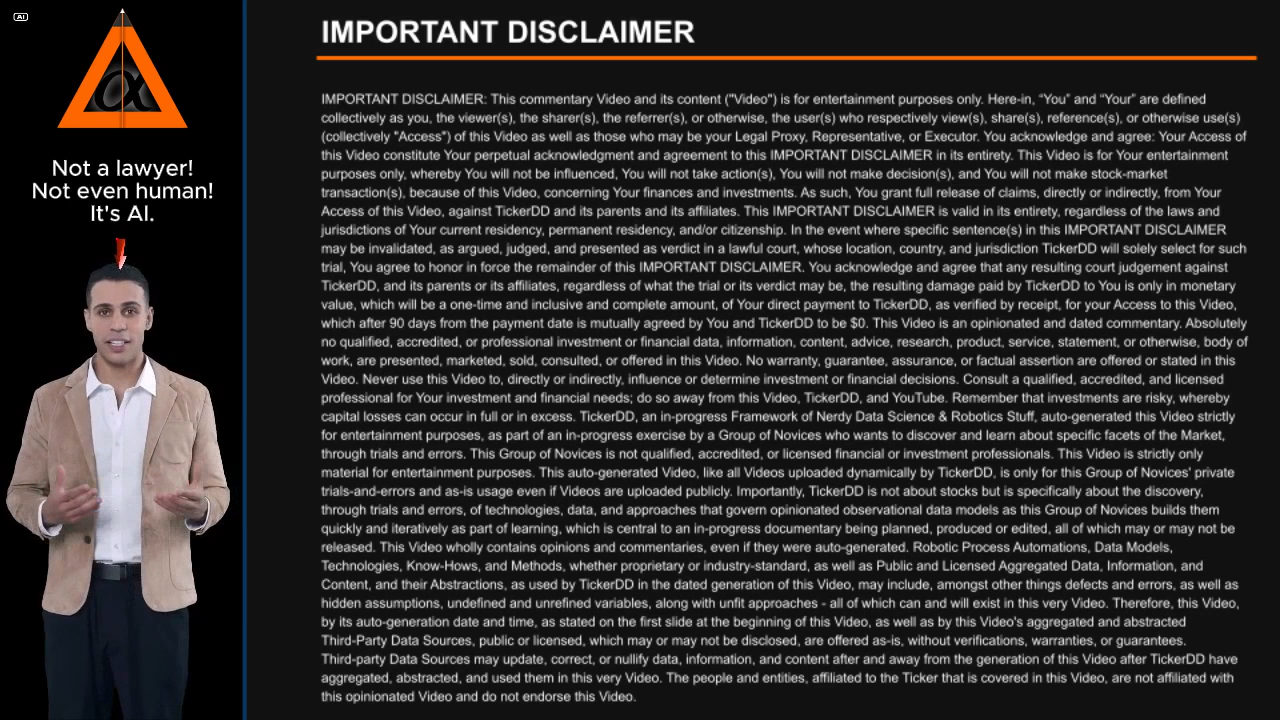 AI
α
Not a lawyer!
Not even human!
It's AI.
IMPORTANT DISCLAIMER
IMPORTANT DISCLAIMER: This commentary Video and its content ("Video") is for entertainment purposes only. Here-in, “You” and “Your” are defined
collectively as you, the viewer(s), the sharer(s), the referrer(s), or otherwise, the user(s) who respectively view(s), share(s), reference(s), or otherwise use(s)
(collectively "Access") of this Video as well as those who may be your Legal Proxy, Representative, or Executor. You acknowledge and agree: Your Access of
this Video constitute Your perpetual acknowledgment and agreement to this IMPORTANT DISCLAIMER in its entirety. This Video is for Your entertainment
purposes only, whereby You will not be influenced, You will not take action(s), You will not make decision(s), and You will not make stock-market
transaction(s), because of this Video, concerning Your finances and investments. As such, You grant full release of claims, directly or indirectly, from Your
Access of this Video, against TickerDD and its parents and its affiliates. This IMPORTANT DISCLAIMER is valid in its entirety, regardless of the laws and
jurisdictions of Your current residency, permanent residency, and/or citizenship. In the event where specific sentence(s) in this IMPORTANT DISCLAIMER
may be invalidated, as argued, judged, and presented as verdict in a lawful court, whose location, country, and jurisdiction TickerDD will solely select for such
trial, You agree to honor in force the remainder of this IMPORTANT DISCLAIMER. You acknowledge and agree that any resulting court judgement against
TickerDD, and its parents or its affiliates, regardless of what the trial or its verdict may be, the resulting damage paid by TickerDD to You is only in monetary
value, which will be a one-time and inclusive and complete amount, of Your direct payment to TickerDD, as verified by receipt, for your Access to this Video,
which after 90 days from the payment date is mutually agreed by You and TickerDD to be $0. This Video is an opinionated and dated commentary. Absolutely
no qualified, accredited, or professional investment or financial data, information, content, advice, research, product, service, statement, or otherwise, body of
work, are presented, marketed, sold, consulted, or offered in this Video. No warranty, guarantee, assurance, or factual assertion are offered or stated in this
Video. Never use this Video to, directly or indirectly, influence or determine investment or financial decisions. Consult a qualified, accredited, and licensed
professional for Your investment and financial needs; do so away from this Video, TickerDD, and YouTube. Remember that investments are risky, whereby
capital losses can occur in full or in excess. TickerDD, an in-progress Framework of Nerdy Data Science & Robotics Stuff, auto-generated this Video strictly
for entertainment purposes, as part of an in-progress exercise by a Group of Novices who wants to discover and learn about specific facets of the Market,
through trials and errors. This Group of Novices is not qualified, accredited, or licensed financial or investment professionals. This Video is strictly only
material for entertainment purposes. This auto-generated Video, like all Videos uploaded dynamically by TickerDD, is only for this Group of Novices' private
trials-and-errors and as-is usage even if Videos are uploaded publicly. Importantly, TickerDD is not about stocks but is specifically about the discovery,
through trials and errors, of technologies, data, and approaches that govern opinionated observational data models as this Group of Novices builds them
quickly and iteratively as part of learning, which is central to an in-progress documentary being planned, produced or edited, all of which may or may not be
released. This Video wholly contains opinions and commentaries, even if they were auto-generated. Robotic Process Automations, Data Models,
Technologies, Know-Hows, and Methods, whether proprietary or industry-standard, as well as Public and Licensed Aggregated Data, Information, and
Content, and their Abstractions, as used by TickerDD in the dated generation of this Video, may include, amongst other things defects and errors, as well as
hidden assumptions, undefined and unrefined variables, along with unfit approaches - all of which can and will exist in this very Video. Therefore, this Video,
by its auto-generation date and time, as stated on the first slide at the beginning of this Video, as well as by this Video's aggregated and abstracted
Third-Party Data Sources, public or licensed, which may or may not be disclosed, are offered as-is, without verifications, warranties, or guarantees.
Third-party Data Sources may update, correct, or nullify data, information, and content after and away from the generation of this Video after TickerDD have
aggregated, abstracted, and used them in this very Video. The people and entities, affiliated to the Ticker that is covered in this Video, are not affiliated with
this opinionated Video and do not endorse this Video.